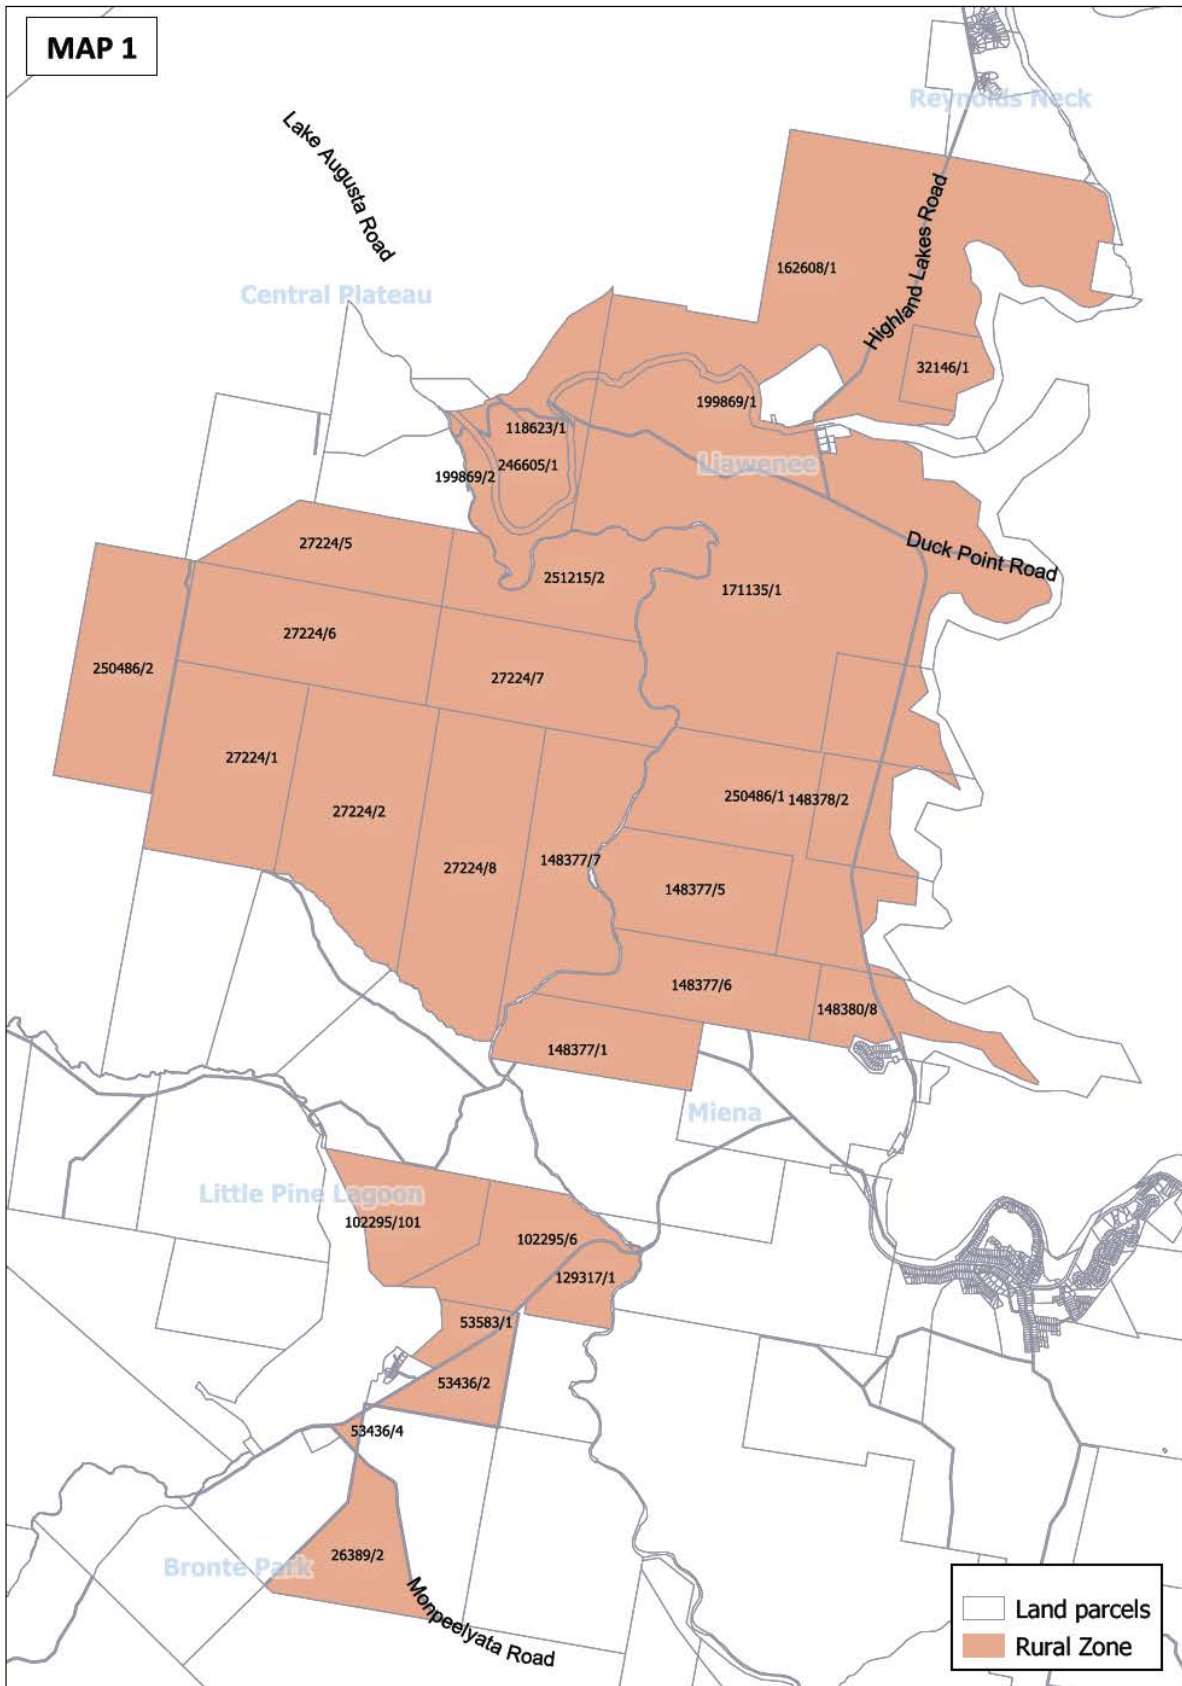 MAP 1
Reynolds Neck
Lake Augusta Road
Highland Lakes Road
162608/1
Central Plateau
32146/1
199869/1
118623/1
246605/1
199869/2
Liawenee
27224/5
Duck Point Road
251215/2
171135/1
27224/6
250486/2
27224/7
27224/1
250486/1
148378/2
27224/2
148377/7
27224/8
148377/5
148377/6
148380/8
148377/1
Miena
Little Pine Lagoon
102295/101
102295/6
129317/1
53583/1
53436/2
53436/4
26389/2
Bronte Park
Monpeelyata Road
Land parcels
Rural Zone